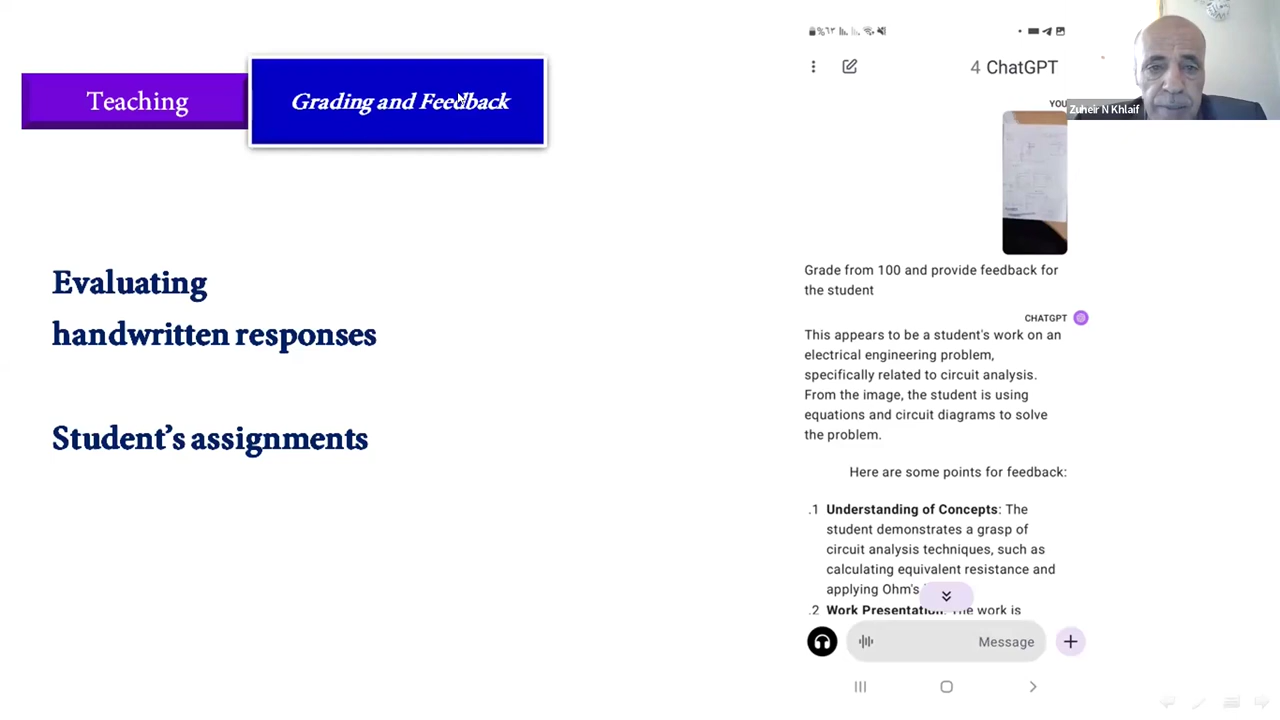 Teaching
Grading and Feedback
Evaluating
handwritten responses
Student’s assignments
%٦٣
4 ChatGPT
YOU
Grade from 100 and provide feedback for
the student
CHATGPT
This appears to be a student's work on an
electrical engineering problem,
specifically related to circuit analysis.
From the image, the student is using
equations and circuit diagrams to solve
the problem.
Here are some points for feedback:
.1 Understanding of Concepts: The
student demonstrates a grasp of
circuit analysis techniques, such as
calculating equivalent resistance and
applying Ohm's
.2 Work Presentation: The work is
Message
Zuheir N Khlaif